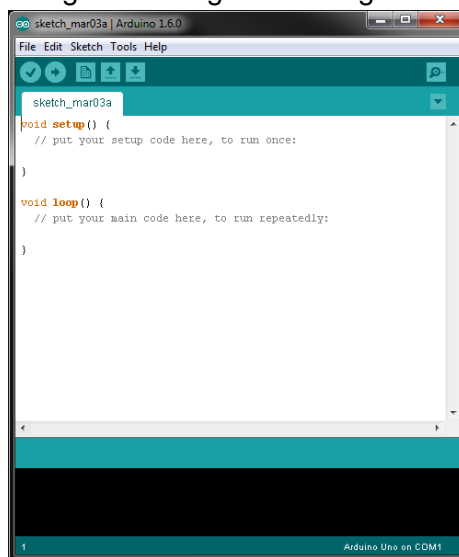 sketch_mar03a | Arduino 1.6.0
File Edit Sketch Tools Help
sketch_mar03a
void setup() {
// put your setup code here, to run once:
}
void loop() {
// put your main code here, to run repeatedly:
}
1
Arduino Uno on COM1